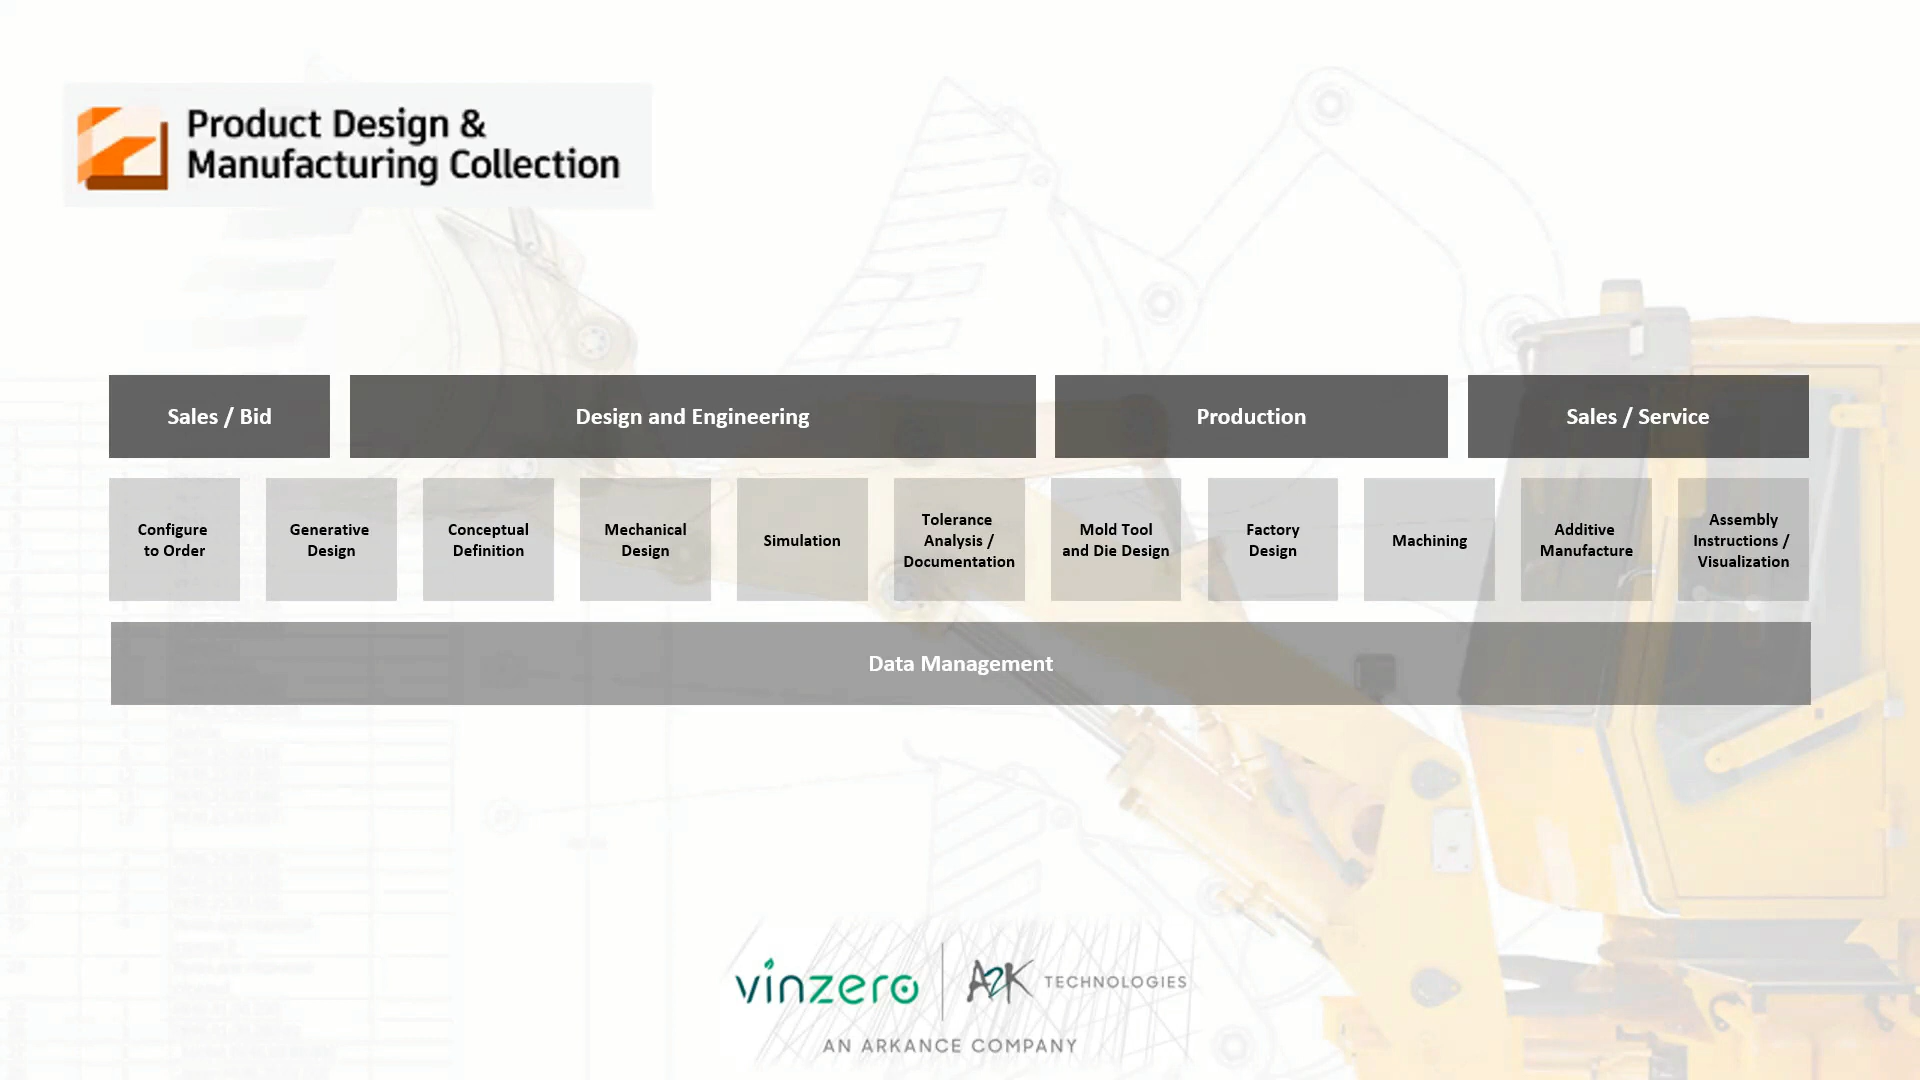 Product Design &
Manufacturing Collection
Sales / Bid
Design and Engineering
Production
Sales / Service
Configure
to Order
Generative
Design
Conceptual
Definition
Mechanical
Design
Simulation
Tolerance
Analysis /
Documentation
Mold Tool
and Die Design
Factory
Design
Machining
Additive
Manufacture
Assembly
Instructions /
Visualization
Data Management
vinzero
A2K TECHNOLOGIES
AN ARKANCE COMPANY